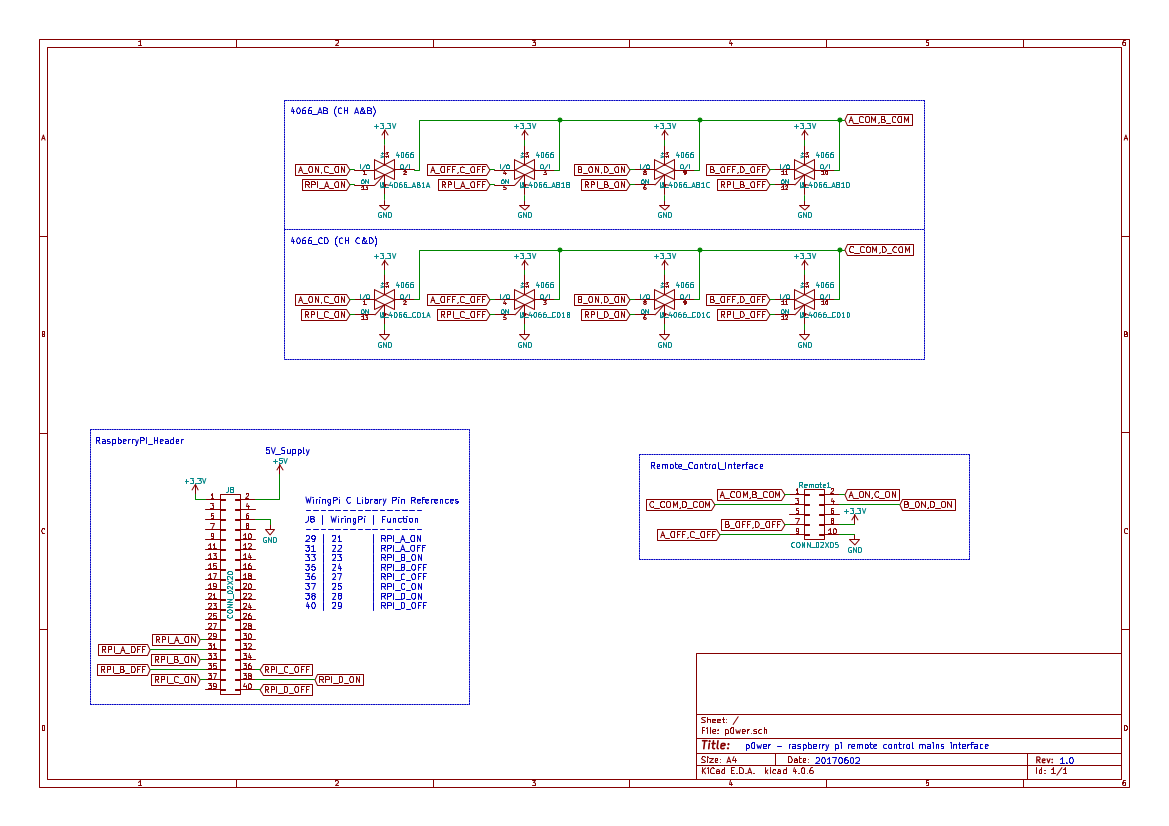 1 2 3 4 5 6
A A
B B
C C
D D
4066_AB (CH A&B)
A_COM,B_COM
+3.3V +3.3V +3.3V +3.3V
4066 4066 4066 4066
A_ON,C_ON I/O 1 O/I 2 A_OFF,C_OFF I/O 4 O/I 3 B_ON,D_ON I/O 8 O/I 9 B_OFF,D_OFF I/O 11 O/I 10
RPI_A_ON ON 13 4066_AB1A RPI_A_OFF ON 5 4066_AB1B RPI_B_ON ON 6 4066_AB1C RPI_B_OFF ON 12 4066_AB1D
GND GND GND GND
4066_CD (CH C&D)
C_COM,D_COM
+3.3V +3.3V +3.3V +3.3V
4066 4066 4066 4066
A_ON,C_ON I/O 1 O/I 2 A_OFF,C_OFF I/O 4 O/I 3 B_ON,D_ON I/O 8 O/I 9 B_OFF,D_OFF I/O 11 O/I 10
RPI_C_ON ON 13 4066_CD1A RPI_C_OFF ON 5 4066_CD1B RPI_D_ON ON 6 4066_CD1C RPI_D_OFF ON 12 4066_CD1D
GND GND GND GND
RaspberryPi_Header
5V_Supply
+5V
+3.3V
J8
1 2
3 4
5 6
7 8
GND
9 10
11 12
13 14
15 16
17 18
19 20
21 22
23 24
25 26
27 28
RPI_A_ON 29 30
RPI_A_OFF 31 32
RPI_B_ON 33 34
RPI_B_OFF 35 36 RPI_C_OFF
RPI_C_ON 37 38 RPI_D_ON
39 40 RPI_D_OFF
CONN_02X20
WiringPi C Library Pin References
J8 | WiringPi | Function
29 | 21 | RPI_A_ON
31 | 22 | RPI_A_OFF
33 | 23 | RPI_B_ON
35 | 24 | RPI_B_OFF
36 | 27 | RPI_C_OFF
37 | 25 | RPI_C_ON
38 | 28 | RPI_D_ON
40 | 29 | RPI_D_OFF
Remote_Control_Interface
Remote1
A_COM,B_COM 1 2 A_ON,C_ON
C_COM,D_COM 3 4 B_ON,D_ON
5 6 +3.3V
B_OFF,D_OFF 7 8
A_OFF,C_OFF 9 10
CONN_02X05 GND
Sheet: /
File: p0wer.sch
Title: p0wer - raspberry pi remote control mains interface
Size: A4 Date: 20170602 Rev: 1.0
KiCad E.D.A. kicad 4.0.6 Id: 1/1
1 2 3 4 5 6